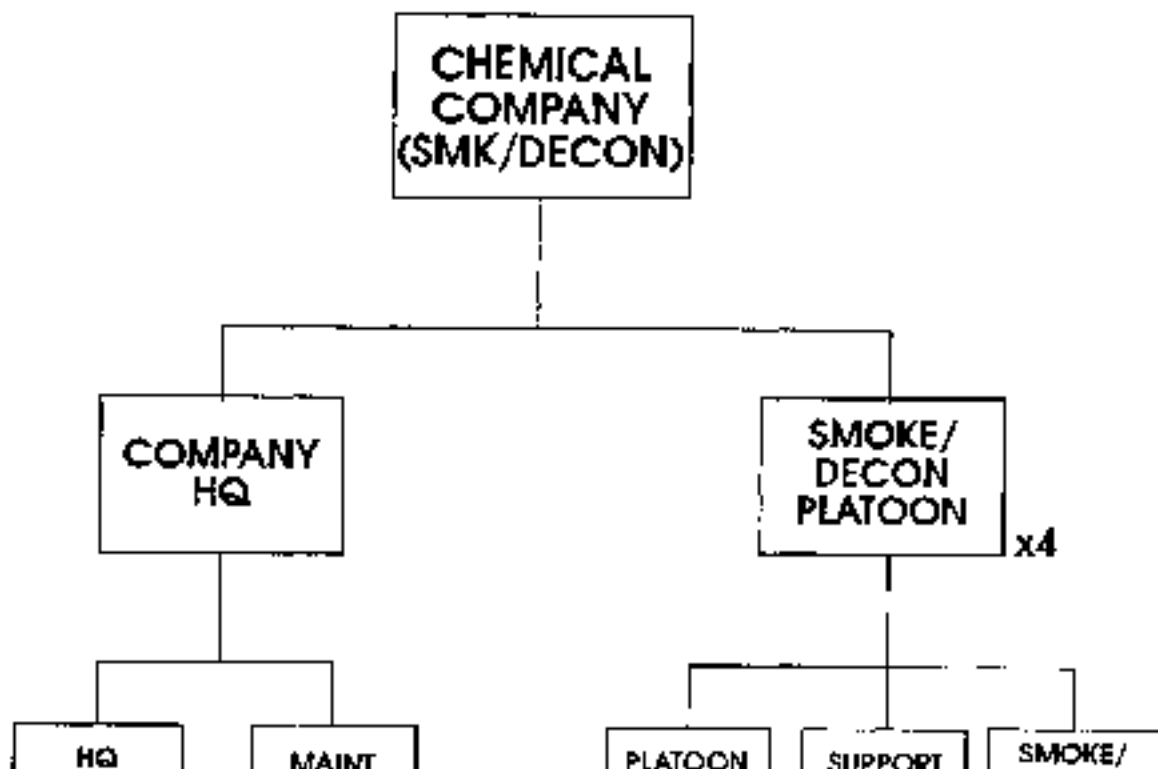 CHEMICAL
COMPANY
(SMK/DECON)
COMPANY
HQ
SMOKE/
DECON
PLATOON
x4
HQ
MAINT
PLATOON
SUPPORT
SMOKE/